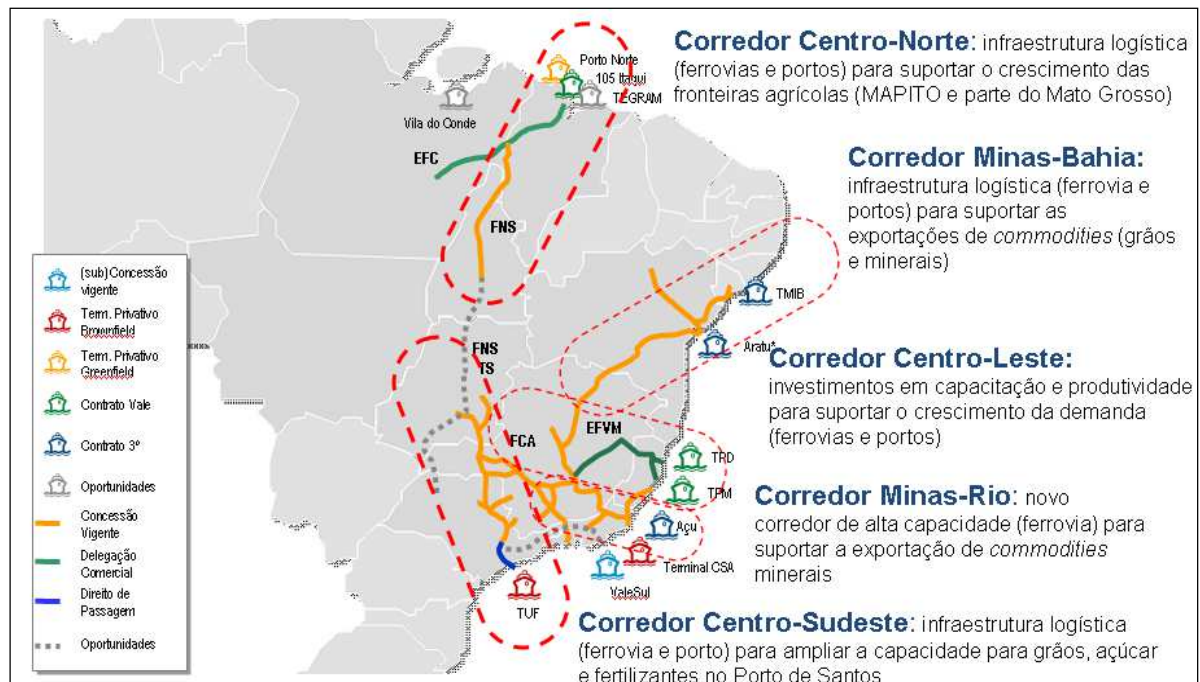 Corredor Centro-Norte: infraestrutura logística
(ferrovias e portos) para suportar o crescimento das
fronteiras agrícolas (MAPITO e parte do Mato Grosso)
Corredor Minas-Bahia:
infraestrutura logística (ferrovia e
portos) para suportar as
exportações de commodities (grãos
e minerais)
Corredor Centro-Leste:
investimentos em capacitação e produtividade
para suportar o crescimento da demanda
(ferrovias e portos)
Corredor Minas-Rio: novo
corredor de alta capacidade (ferrovia) para
suportar a exportação de commodities
minerais
Corredor Centro-Sudeste: infraestrutura logística
(ferrovia e porto) para ampliar a capacidade para grãos, açúcar
e fertilizantes no Porto de Santos
Porto Norte
105 Itaqui
TEGRAM
Vila do Conde
EFC
FNS
TMIB
Aratu*
FNS
TS
FCA
EFVM
TPD
TPM
Açu
Terminal CSA
ValeSul
TUF
(sub)Concessão
vigente
Term. Privativo
Brownfield
Term. Privativo
Greenfield
Contrato Vale
Contrato 3º
Oportunidades
Concessão
Vigente
Delegação
Comercial
Direito de
Passagem
Oportunidades